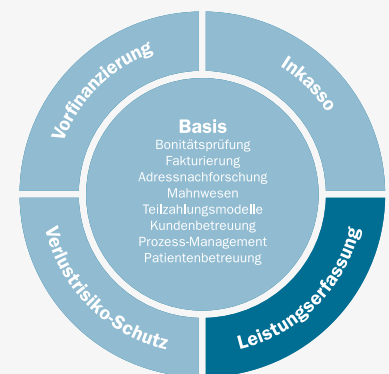 Vorfinanzierung
Inkasso
Basis
Bonitätsprüfung
Fakturierung
Adressnachforschung
Mahnwesen
Teilzahlungsmodelle
Kundenbetreuung
Prozess-Management
Patientenbetreuung
Verlustrisiko-Schutz
Leistungserfassung